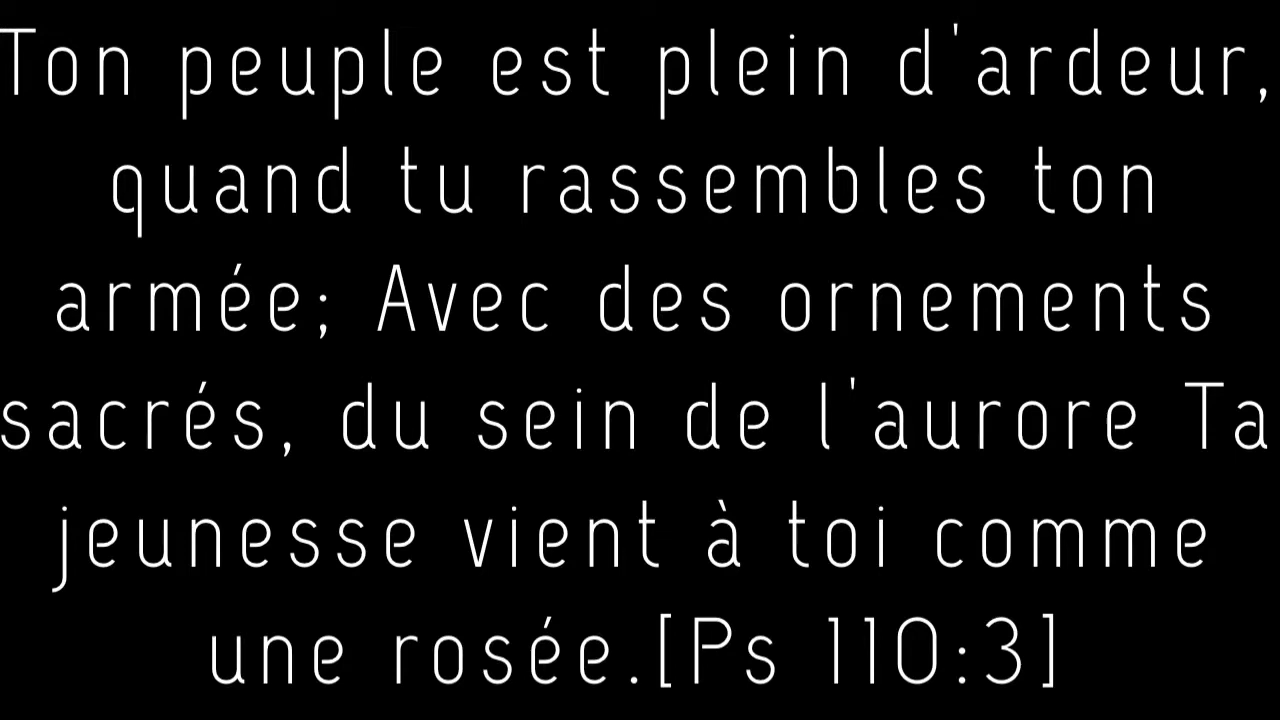 Ton peuple est plein d'ardeur,
quand tu rassembles ton
armée; Avec des ornements
sacrés, du sein de l'aurore Ta
jeunesse vient à toi comme
une rosée.[Ps 110:3]